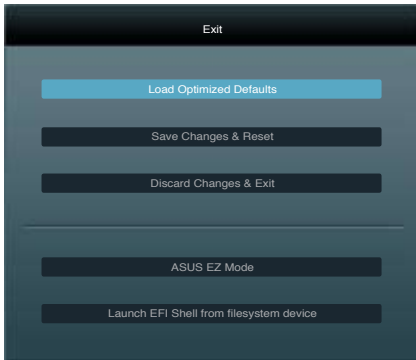 Exit
Load Optimized Defaults
Save Changes & Reset
Discard Changes & Exit
ASUS EZ Mode
Launch EFI Shell from filesystem device